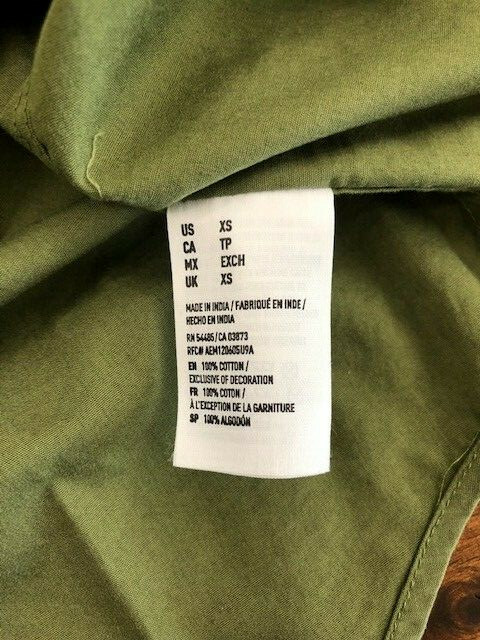 US XS
CA TP
MX EXCH
UK XS
MADE IN INDIA / FABRIQUÉ EN INDE /
HECHO EN INDIA
RN 54485 / CA 03873
RFC# AEM120605U9A
EN 100% COTTON /
EXCLUSIVE OF DECORATION
FR 100% COTON /
À L'EXCEPTION DE LA GARNITURE
SP 100% ALGODÓN